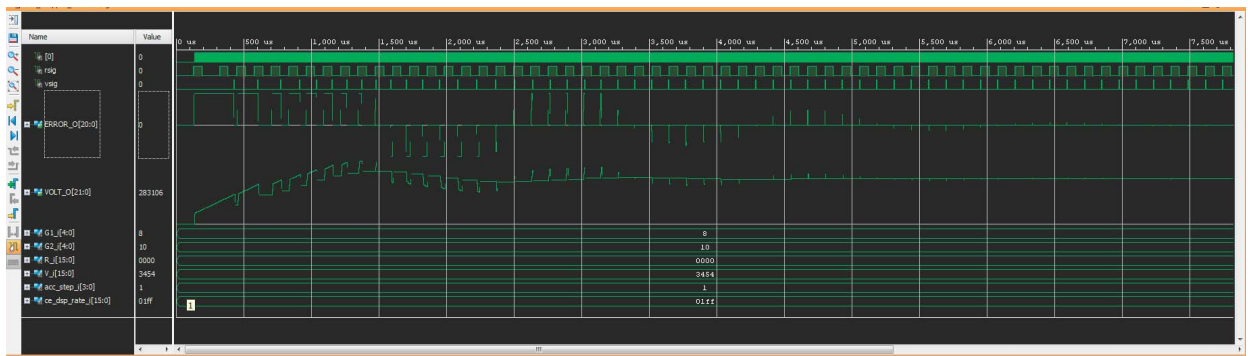 Name Value
0 us 500 us 1,000 us 1,500 us 2,000 us 2,500 us 3,000 us 3,500 us 4,000 us 4,500 us 5,000 us 5,500 us 6,000 us 6,500 us 7,000 us 7,500 us
[0] 0
rsig 0
vsig 0
ERROR_O[20:0] 0
VOLT_O[21:0] 283106
G1_i[4:0] 8 8
G2_i[4:0] 10 10
R_i[15:0] 0000 0000
V_i[15:0] 3454 3454
acc_step_i[3:0] 1 1
ce_dsp_rate_i[15:0] 01ff 01ff
1